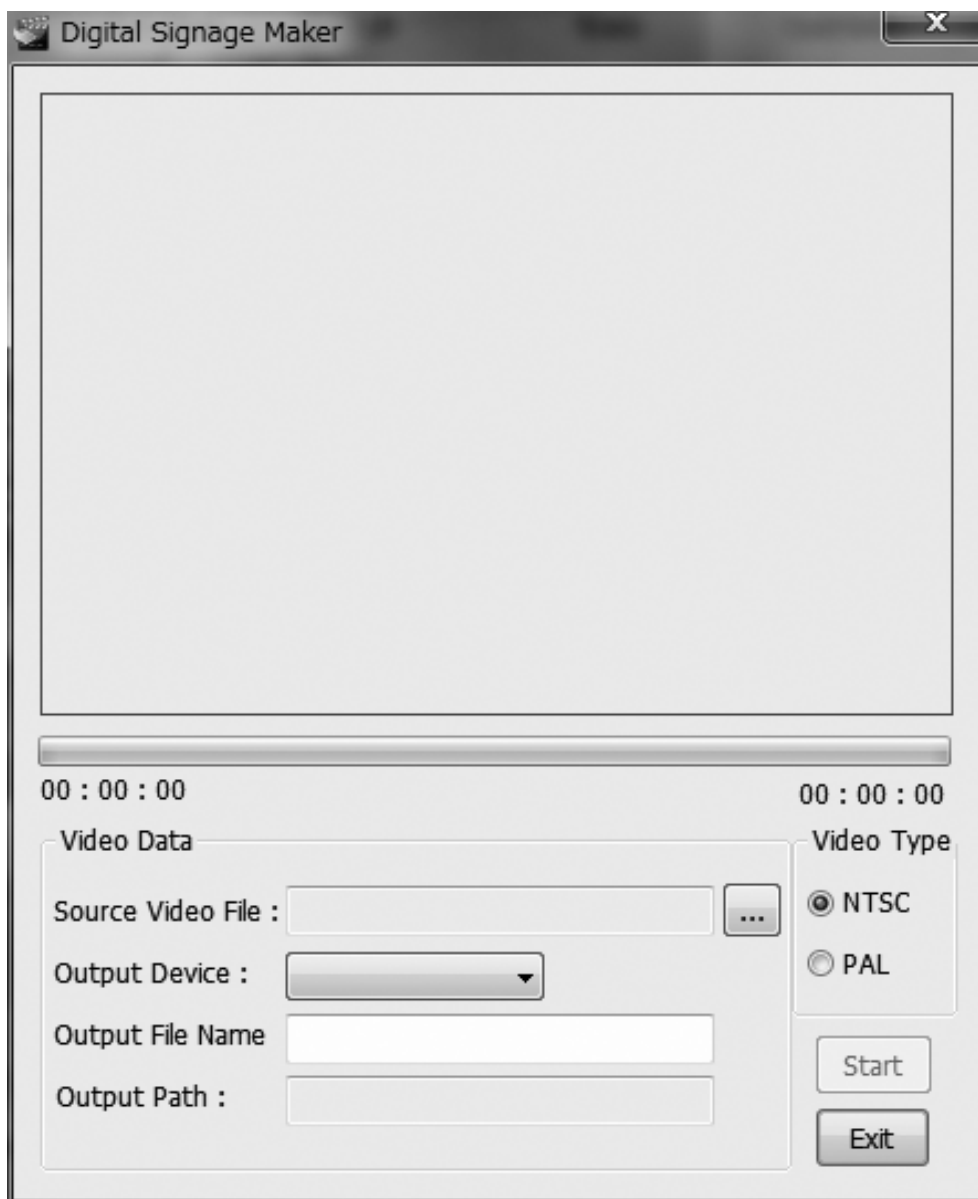 Digital Signage Maker
X
00 : 00 : 00
00 : 00 : 00
Video Data
Source Video File :
...
Output Device :
Output File Name
Output Path :
Video Type
NTSC
PAL
Start
Exit